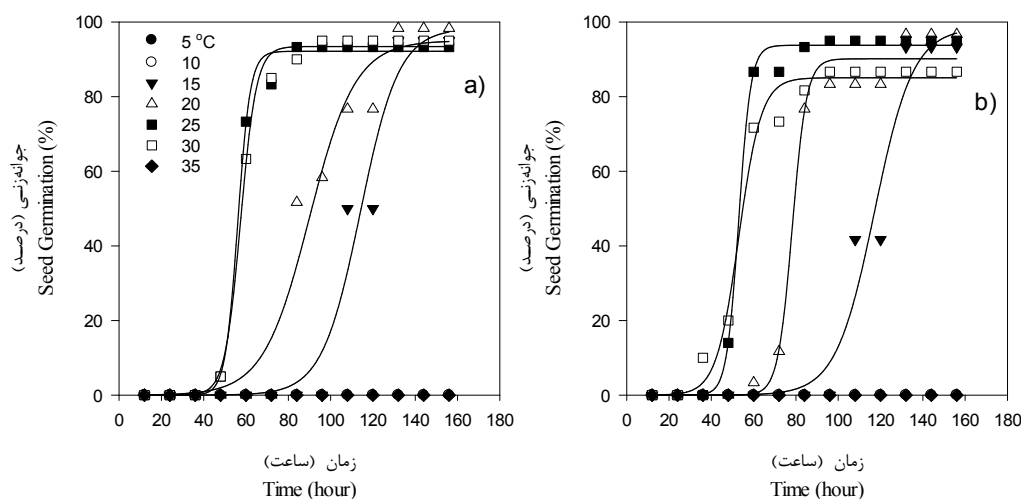 100
80
60
40
20
0
جوانه‌زنی (درصد)
Seed Germination (%)
5 °C
10
15
20
25
30
35
a)
0 20 40 60 80 100 120 140 160 180
زمان (ساعت)
Time (hour)
100
80
60
40
20
0
جوانه‌زنی (درصد)
Seed Germination (%)
b)
0 20 40 60 80 100 120 140 160 180
زمان (ساعت)
Time (hour)